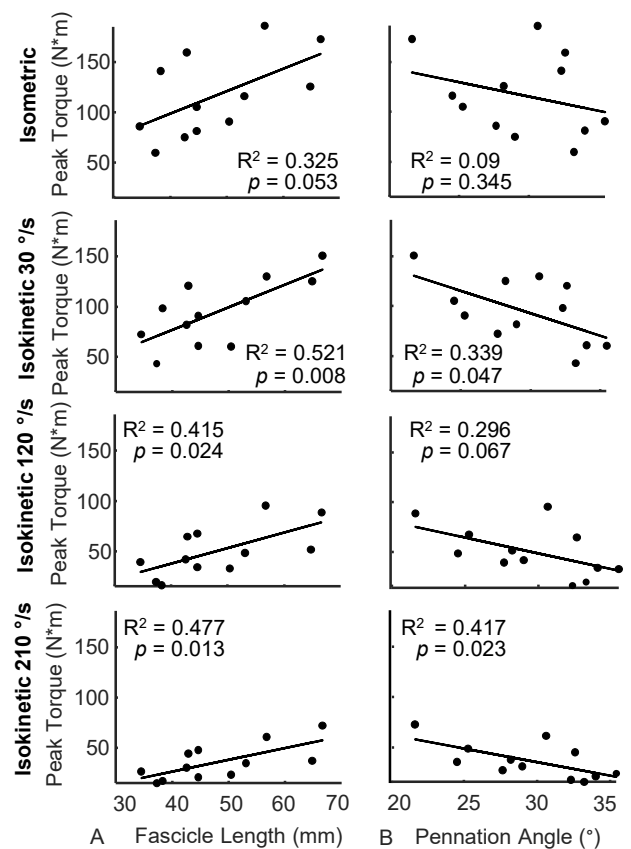 Isometric
Peak Torque (N*m)
150
100
50
R² = 0.325
p = 0.053
R² = 0.09
p = 0.345
Isokinetic 30 °/s
Peak Torque (N*m)
150
100
50
R² = 0.521
p = 0.008
R² = 0.339
p = 0.047
Isokinetic 120 °/s
Peak Torque (N*m)
150
100
50
R² = 0.415
p = 0.024
R² = 0.296
p = 0.067
Isokinetic 210 °/s
Peak Torque (N*m)
150
100
50
R² = 0.477
p = 0.013
R² = 0.417
p = 0.023
30 40 50 60 70
20 25 30 35
A Fascicle Length (mm)
B Pennation Angle (°)